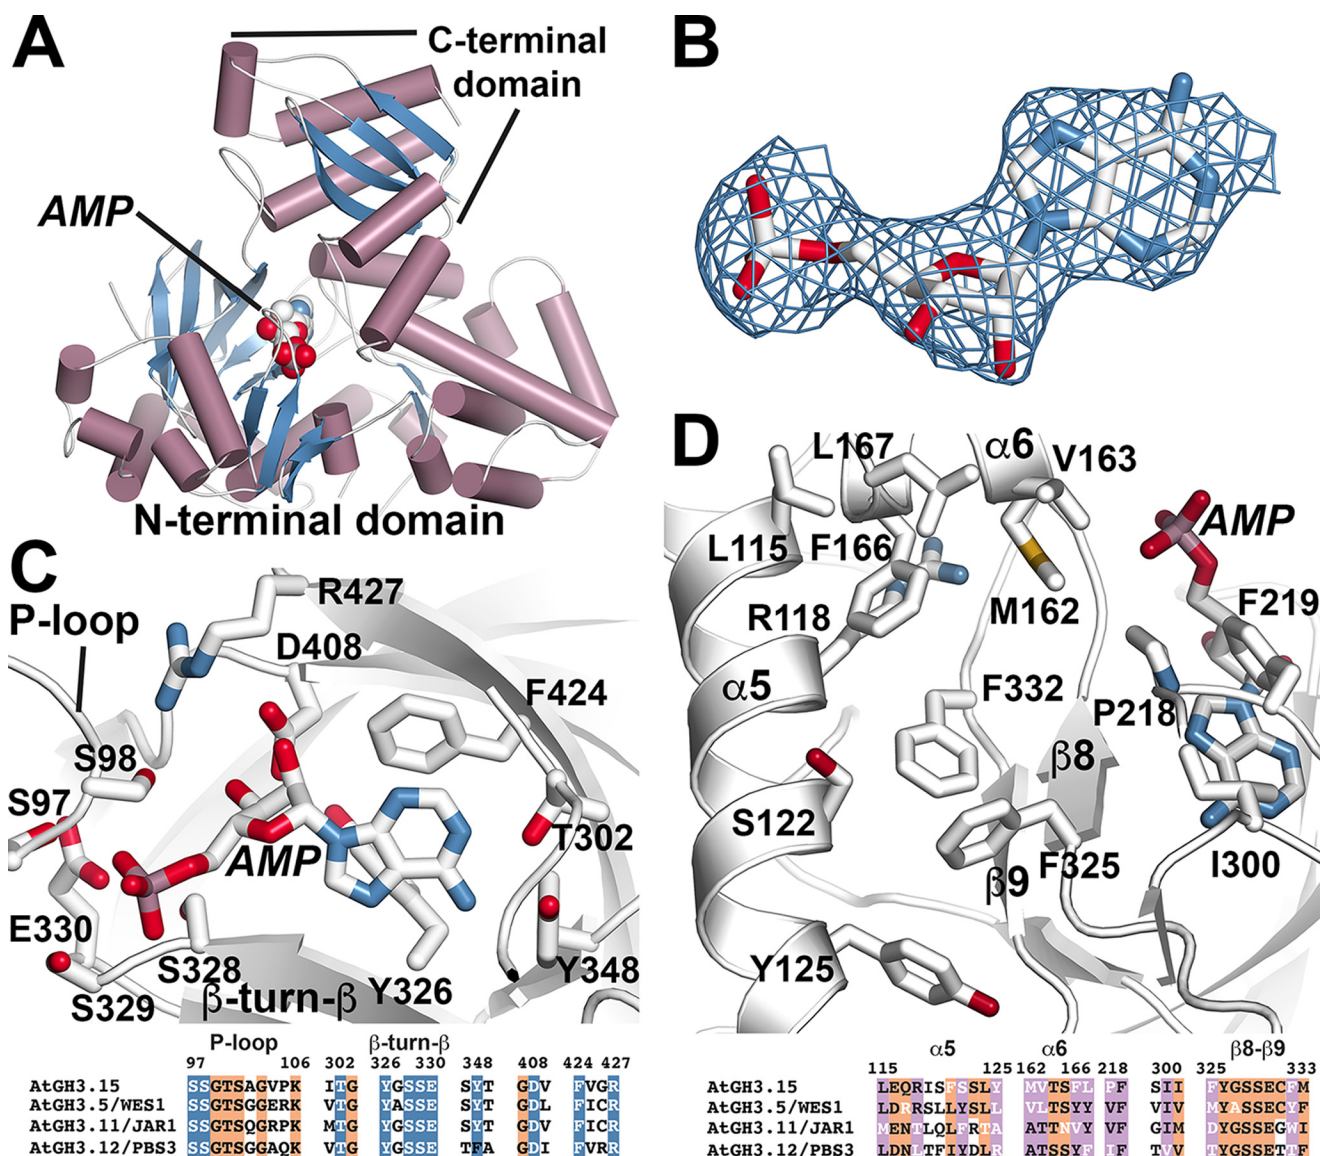 A
C-terminal
domain
AMP
N-terminal domain
B
C
P-loop
R427
D408
F424
S98
S97
T302
AMP
E330
S328
S329
β-turn-β
Y326
Y348
P-loop β-turn-β
97 106 302 326 330 348 408 424 427
AtGH3.15 SSGTSAGVPK ITG YGSSE SYT GDV FVGR
AtGH3.5/WES1 SSGTSGGERK VTG YASSE SYT GDL FICR
AtGH3.11/JAR1 SSGTSQGRPK MTG YGSSE SYT GDV FICR
AtGH3.12/PBS3 SSGTSGGAQK VTG YGSSE TFA GDI FVRR
D
L167
α6
V163
AMP
L115
F166
M162
F219
R118
α5
F332
P218
β8
S122
F325
β9
I300
Y125
α5 α6 β8-β9
115 125 162 166 218 300 325 333
AtGH3.15 LEQRISFSSLY MVTSFL PF SII FYGSSECFM
AtGH3.5/WES1 LDRRSLLYSLL VLTSYY VF VIV MYASSECYF
AtGH3.11/JAR1 MENTLQLFRTA ATTNVY VF GIM DYGSSEGWI
AtGH3.12/PBS3 LDNLTFIYDLR ATSSYF IF TVV TYGSSETTF